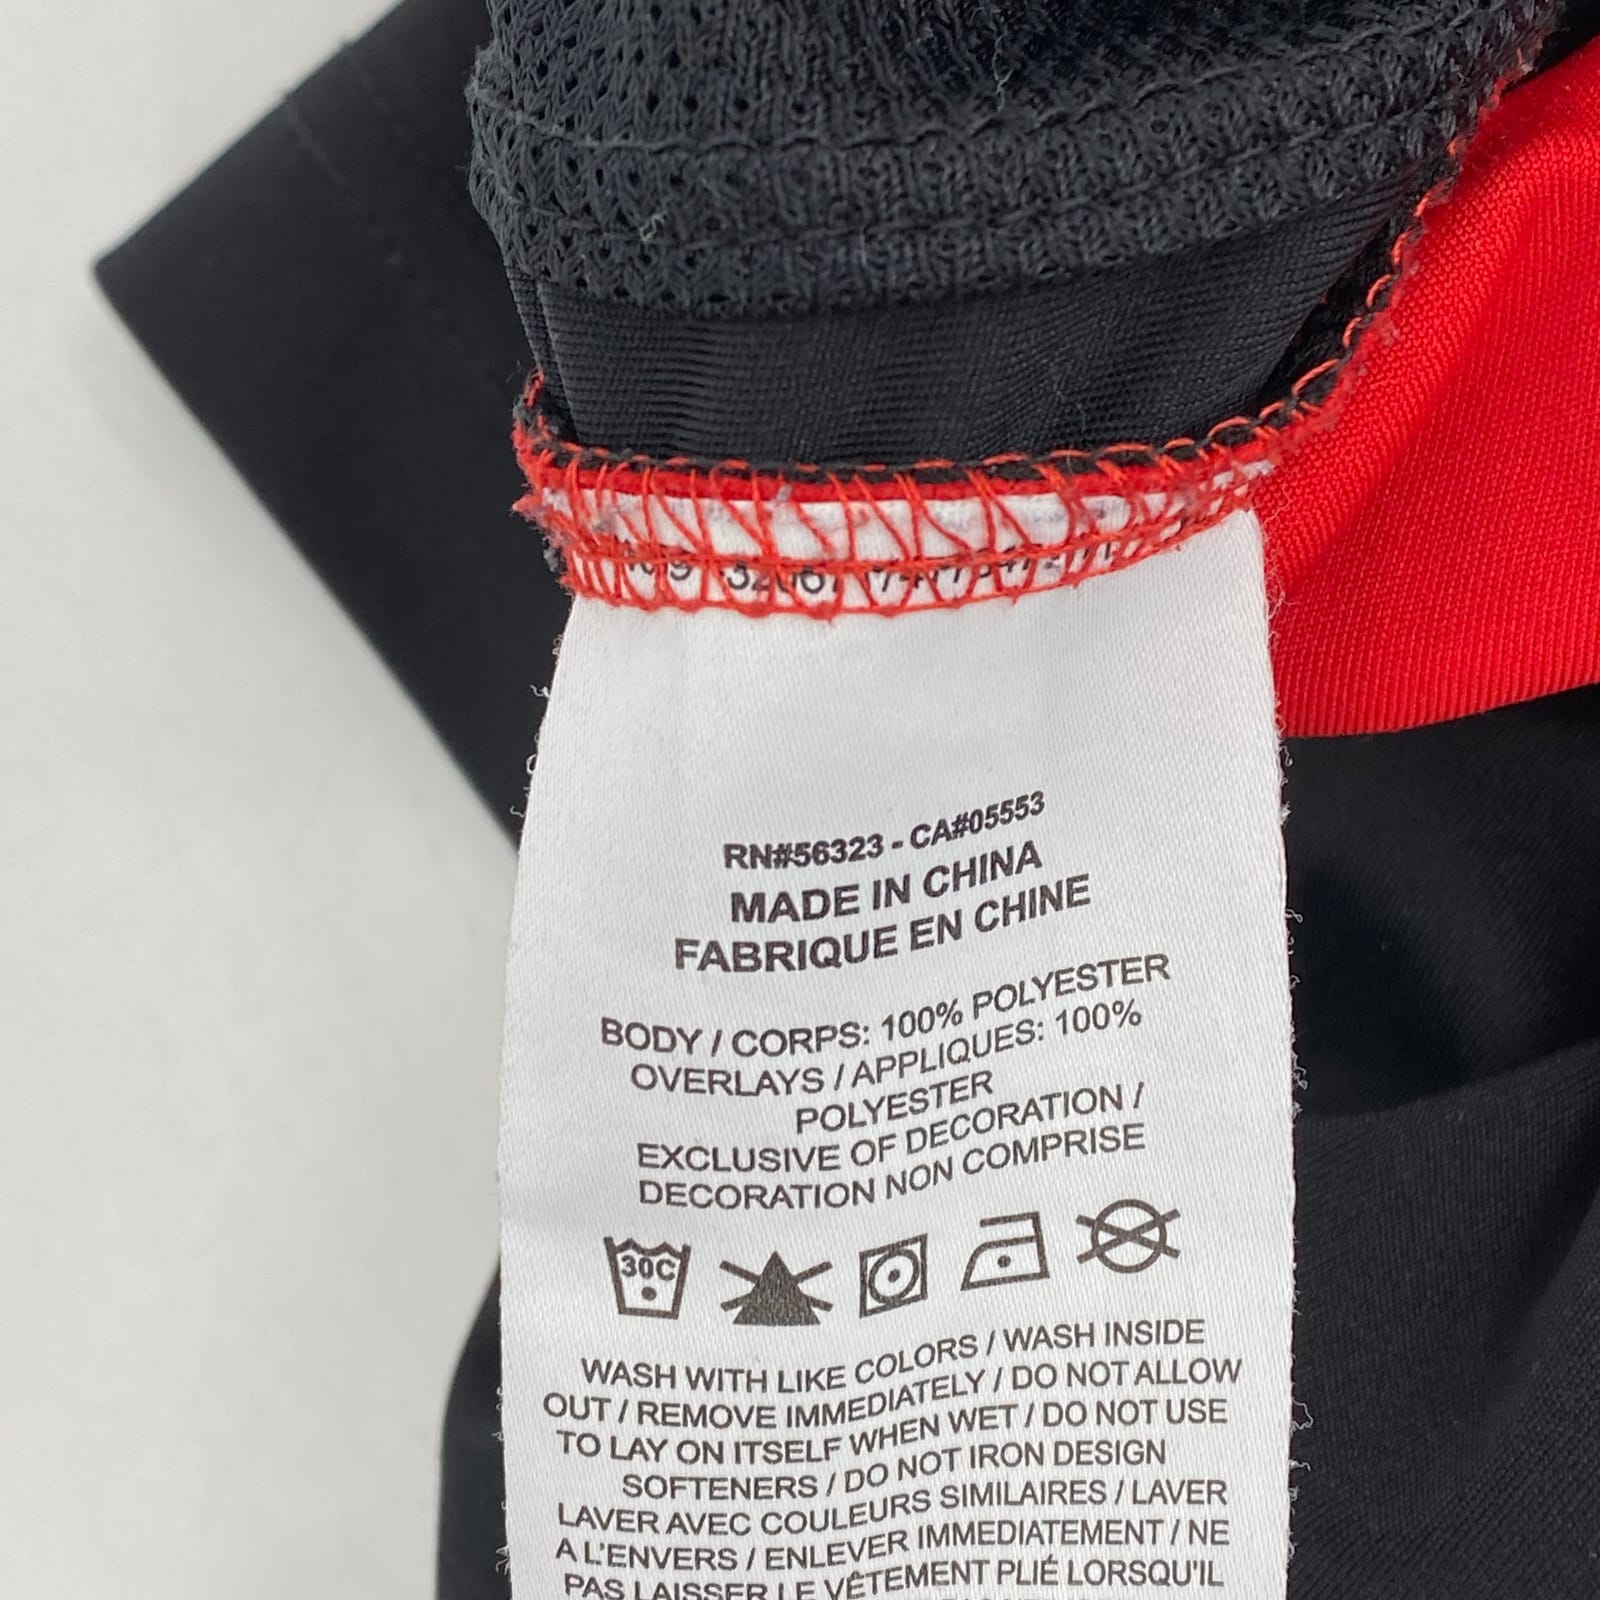 RN#56323 - CA#05553
MADE IN CHINA
FABRIQUE EN CHINE
BODY / CORPS: 100% POLYESTER
OVERLAYS / APPLIQUES: 100%
POLYESTER
EXCLUSIVE OF DECORATION /
DECORATION NON COMPRISE
30C
WASH WITH LIKE COLORS / WASH INSIDE
OUT / REMOVE IMMEDIATELY / DO NOT ALLOW
TO LAY ON ITSELF WHEN WET / DO NOT USE
SOFTENERS / DO NOT IRON DESIGN
LAVER AVEC COULEURS SIMILAIRES / LAVER
A L'ENVERS / ENLEVER IMMEDIATEMENT / NE
PAS LAISSER LE VÊTEMENT PLIÉ LORSQU'IL